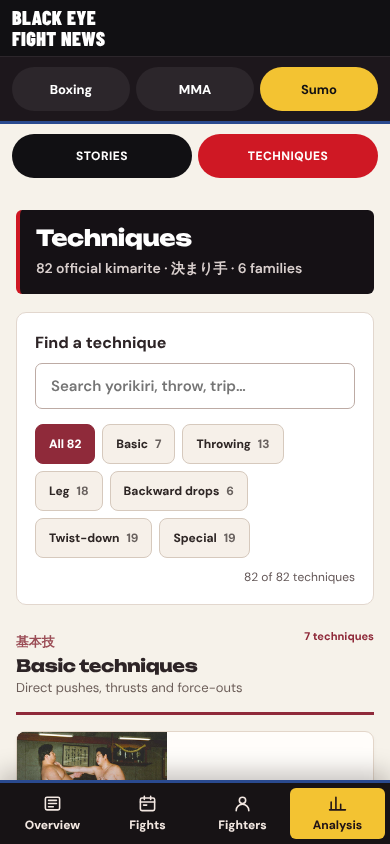 BLACK EYE
FIGHT NEWS
Boxing
MMA
Sumo
STORIES
TECHNIQUES
Techniques
82 official kimarite · 決まり手 · 6 families
Find a technique
Search yorikiri, throw, trip...
All 82
Basic 7
Throwing 13
Leg 18
Backward drops 6
Twist-down 19
Special 19
82 of 82 techniques
基本技
7 techniques
Basic techniques
Direct pushes, thrusts and force-outs
Overview
Fights
Fighters
Analysis